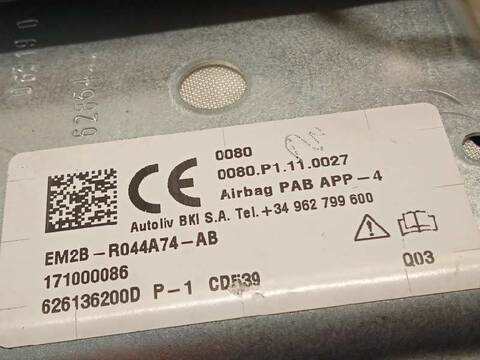 CE
0080
0080.P1.11.0027
Airbag PAB APP-4
Autoliv BKI S.A. Tel.+34 962 799 600
EM2B-R044A74-AB
171000086
626136200D P-1 CD539
Q03